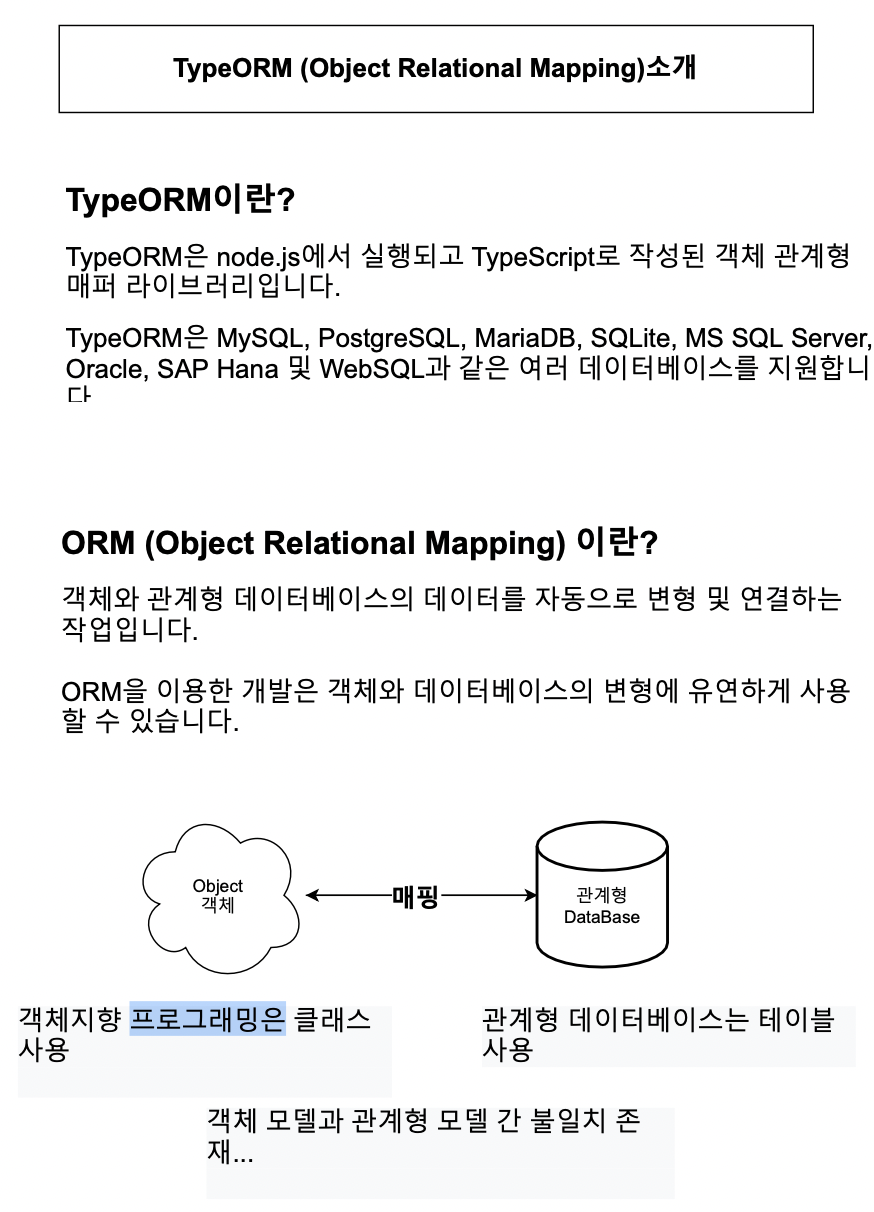 TypeORM (Object Relational Mapping)소개
TypeORM이란?
TypeORM은 node.js에서 실행되고 TypeScript로 작성된 객체 관계형
매퍼 라이브러리입니다.
TypeORM은 MySQL, PostgreSQL, MariaDB, SQLite, MS SQL Server,
Oracle, SAP Hana 및 WebSQL과 같은 여러 데이터베이스를 지원합니
다
ORM (Object Relational Mapping) 이란?
객체와 관계형 데이터베이스의 데이터를 자동으로 변형 및 연결하는
작업입니다.
ORM을 이용한 개발은 객체와 데이터베이스의 변형에 유연하게 사용
할 수 있습니다.
Object
객체
매핑
관계형
DataBase
객체지향 프로그래밍은 클래스
사용
관계형 데이터베이스는 테이블
사용
객체 모델과 관계형 모델 간 불일치 존
재...